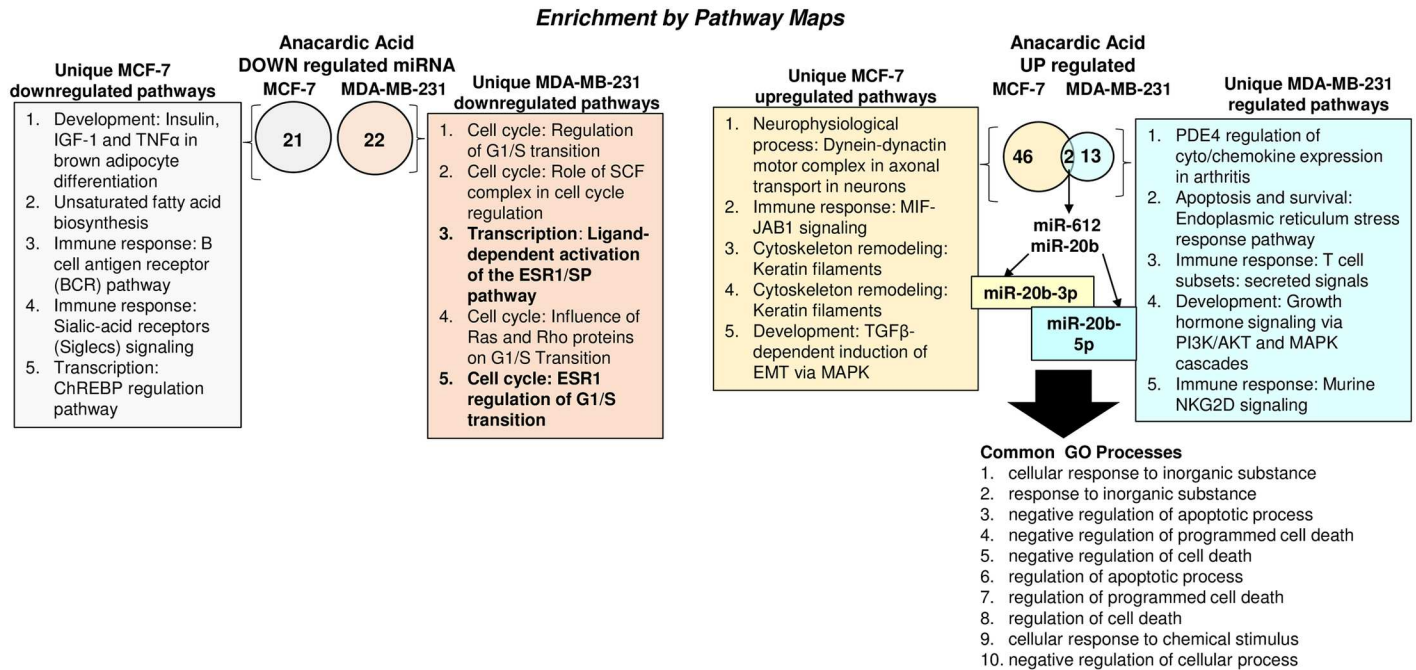 Enrichment by Pathway Maps
Anacardic Acid
DOWN regulated miRNA
MCF-7
MDA-MB-231
Unique MCF-7
downregulated pathways
1. Development: Insulin,
IGF-1 and TNFα in
brown adipocyte
differentiation
2. Unsaturated fatty acid
biosynthesis
3. Immune response: B
cell antigen receptor
(BCR) pathway
4. Immune response:
Sialic-acid receptors
(Siglecs) signaling
5. Transcription:
ChREBP regulation
pathway
21
22
Unique MDA-MB-231
downregulated pathways
1. Cell cycle: Regulation
of G1/S transition
2. Cell cycle: Role of SCF
complex in cell cycle
regulation
3. Transcription: Ligand-
dependent activation
of the ESR1/SP
pathway
4. Cell cycle: Influence of
Ras and Rho proteins
on G1/S Transition
5. Cell cycle: ESR1
regulation of G1/S
transition
Anacardic Acid
UP regulated
MCF-7
MDA-MB-231
Unique MCF-7
upregulated pathways
1. Neurophysiological
process: Dynein-dynactin
motor complex in axonal
transport in neurons
2. Immune response: MIF-
JAB1 signaling
3. Cytoskeleton remodeling:
Keratin filaments
4. Cytoskeleton remodeling:
Keratin filaments
5. Development: TGFβ-
dependent induction of
EMT via MAPK
46
2
13
miR-612
miR-20b
miR-20b-3p
miR-20b-
5p
Unique MDA-MB-231
regulated pathways
1. PDE4 regulation of
cyto/chemokine expression
in arthritis
2. Apoptosis and survival:
Endoplasmic reticulum stress
response pathway
3. Immune response: T cell
subsets: secreted signals
4. Development: Growth
hormone signaling via
PI3K/AKT and MAPK
cascades
5. Immune response: Murine
NKG2D signaling
Common GO Processes
1. cellular response to inorganic substance
2. response to inorganic substance
3. negative regulation of apoptotic process
4. negative regulation of programmed cell death
5. negative regulation of cell death
6. regulation of apoptotic process
7. regulation of programmed cell death
8. regulation of cell death
9. cellular response to chemical stimulus
10. negative regulation of cellular process